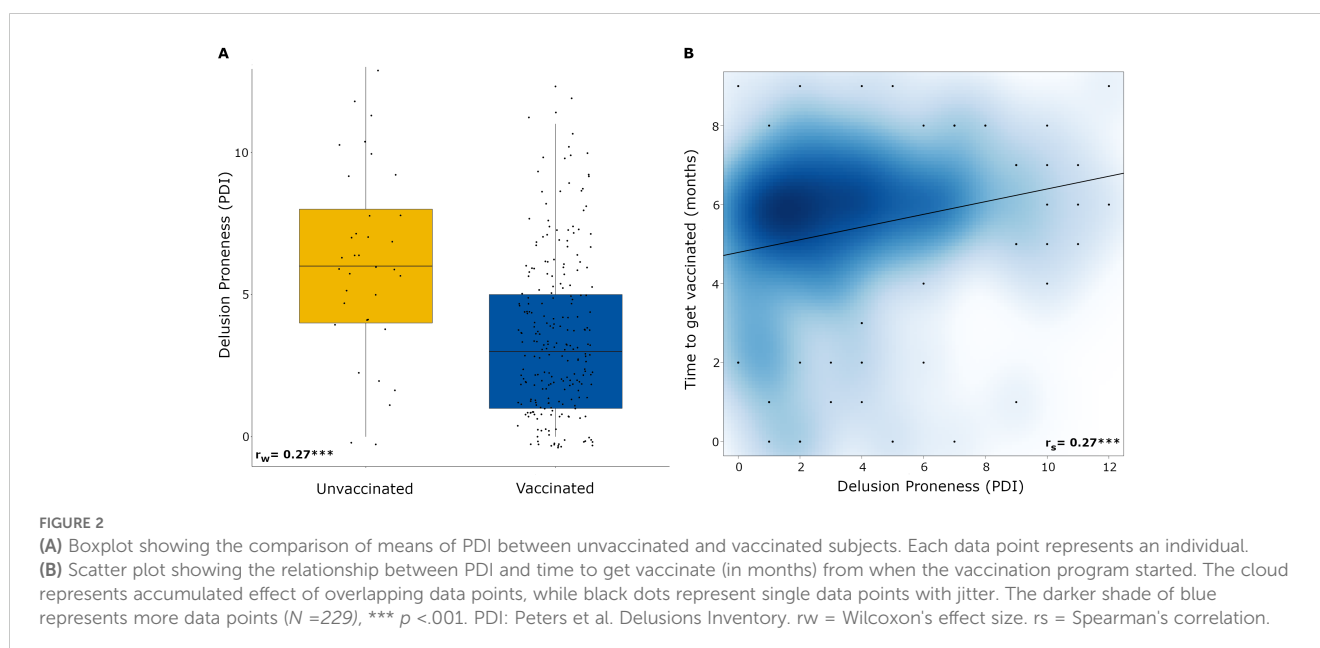 A
B
Delusion Proneness (PDI)
10
5
0
rw= 0.27***
Unvaccinated
Vaccinated
Time to get vaccinated (months)
8
6
4
2
0
rs= 0.27***
0 2 4 6 8 10 12
Delusion Proneness (PDI)
FIGURE 2
(A) Boxplot showing the comparison of means of PDI between unvaccinated and vaccinated subjects. Each data point represents an individual.
(B) Scatter plot showing the relationship between PDI and time to get vaccinate (in months) from when the vaccination program started. The cloud
represents accumulated effect of overlapping data points, while black dots represent single data points with jitter. The darker shade of blue
represents more data points (N =229), *** p <.001. PDI: Peters et al. Delusions Inventory. rw = Wilcoxon's effect size. rs = Spearman's correlation.